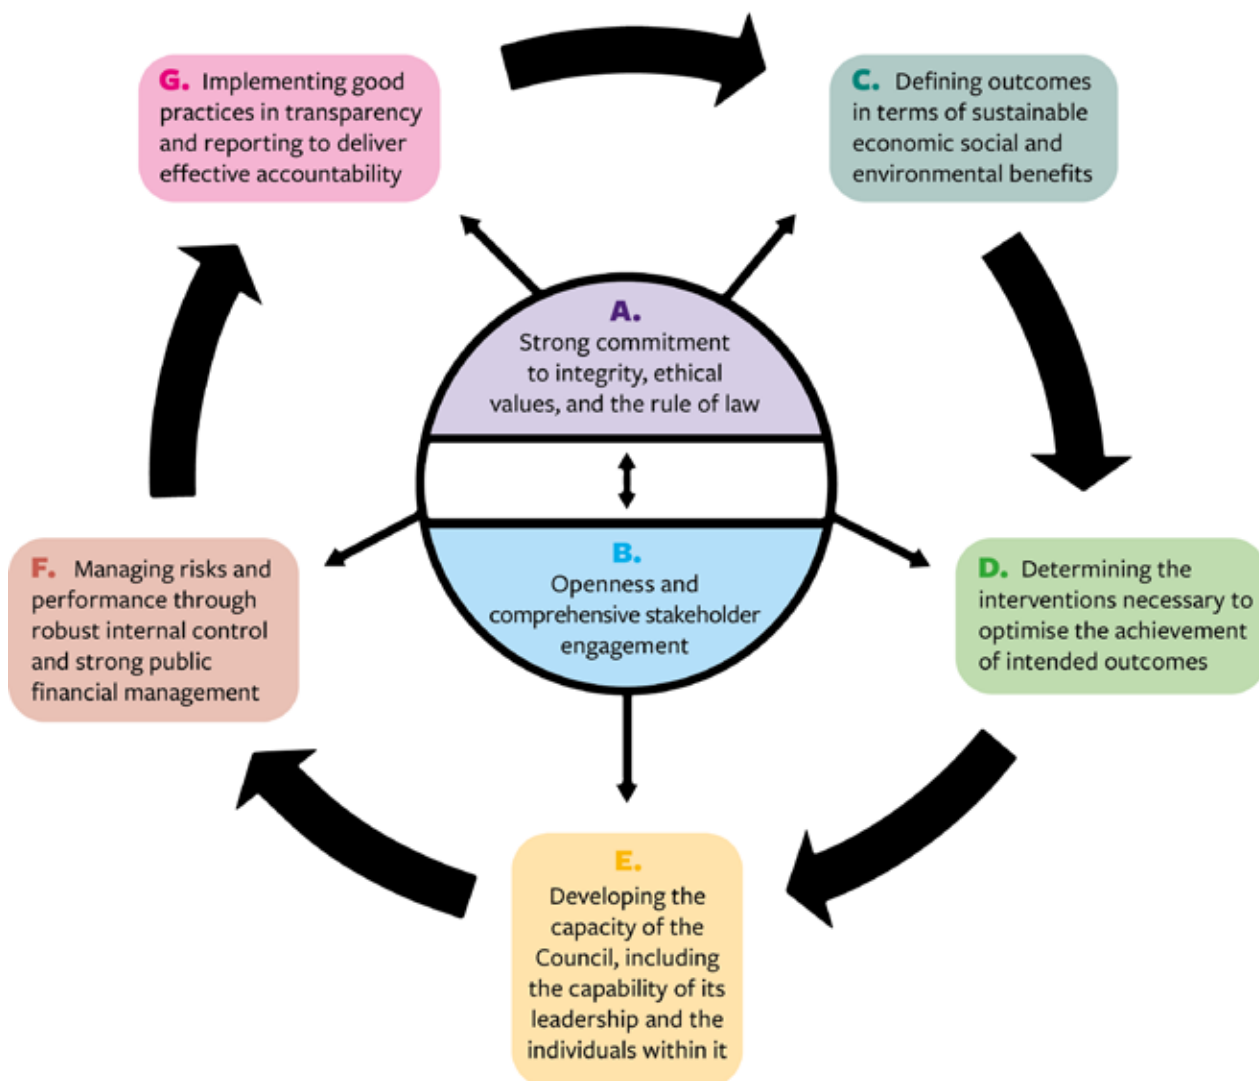 G. Implementing good
practices in transparency
and reporting to deliver
effective accountability
C. Defining outcomes
in terms of sustainable
economic social and
environmental benefits
A.
Strong commitment
to integrity, ethical
values, and the rule of law
B.
Openness and
comprehensive stakeholder
engagement
F. Managing risks and
performance through
robust internal control
and strong public
financial management
D. Determining the
interventions necessary to
optimise the achievement
of intended outcomes
E.
Developing the
capacity of the
Council, including
the capability of its
leadership and the
individuals within it